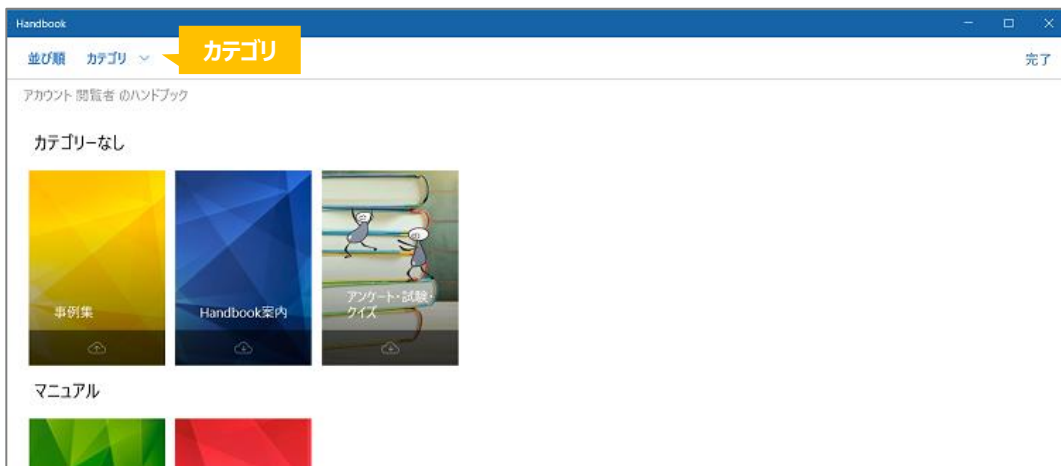 Handbook
並び順 カテゴリ
カテゴリ
完了
アカウント 閲覧者 のハンドブック
カテゴリーなし
事例集
Handbook案内
アンケート・試験・
クイズ
マニュアル